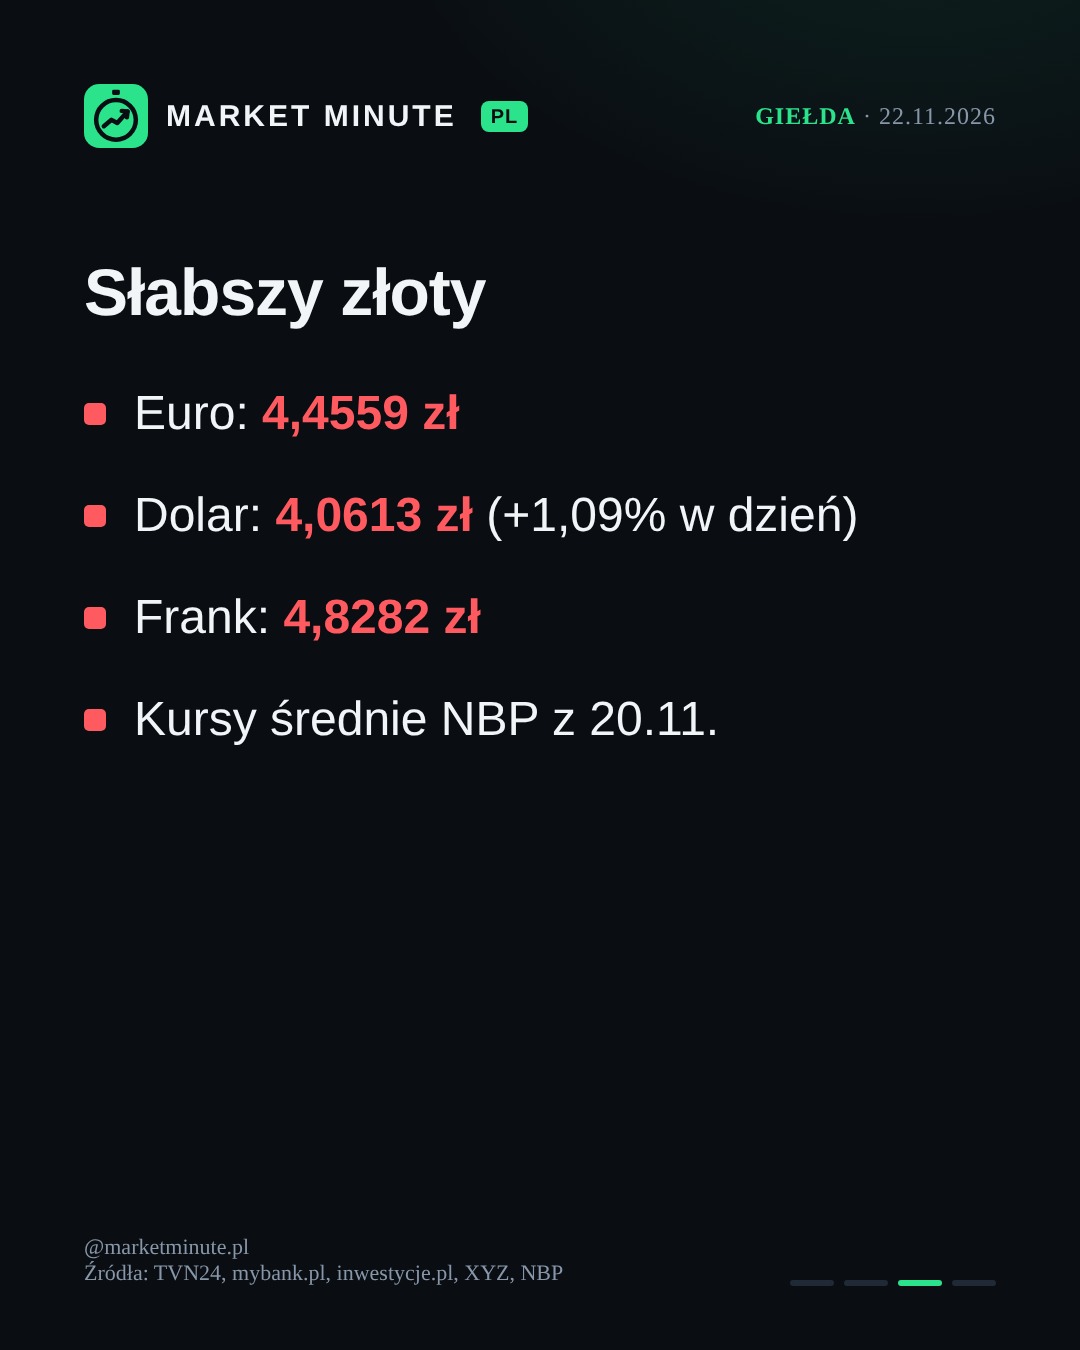 MARKET MINUTE PL
GIEŁDA · 22.11.2026
Słabszy złoty
Euro: 4,4559 zł
Dolar: 4,0613 zł (+1,09% w dzień)
Frank: 4,8282 zł
Kursy średnie NBP z 20.11.
@marketminute.pl
Źródła: TVN24, mybank.pl, inwestycje.pl, XYZ, NBP